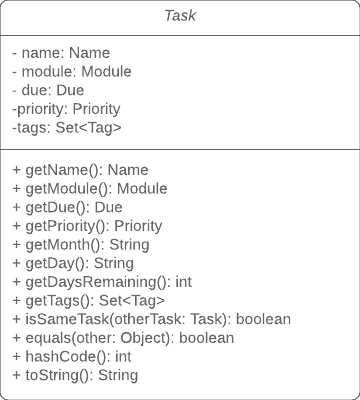 Task
- name: Name
- module: Module
- due: Due
-priority: Priority
-tags: Set<Tag>
+ getName(): Name
+ getModule(): Module
+ getDue(): Due
+ getPriority(): Priority
+ getMonth(): String
+ getDay(): String
+ getDaysRemaining(): int
+ getTags(): Set<Tag>
+ isSameTask(otherTask: Task): boolean
+ equals(other: Object): boolean
+ hashCode(): int
+ toString(): String